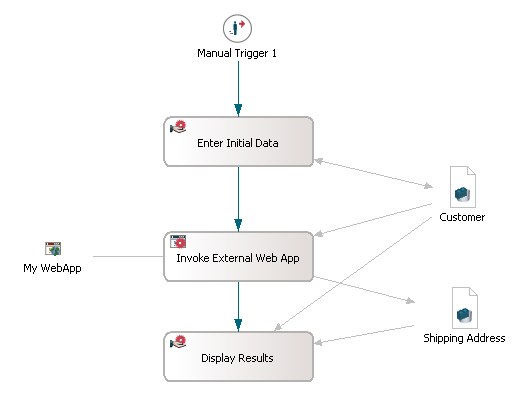 Manual Trigger 1
Enter Initial Data
Customer
Invoke External Web App
My WebApp
Shipping Address
Display Results